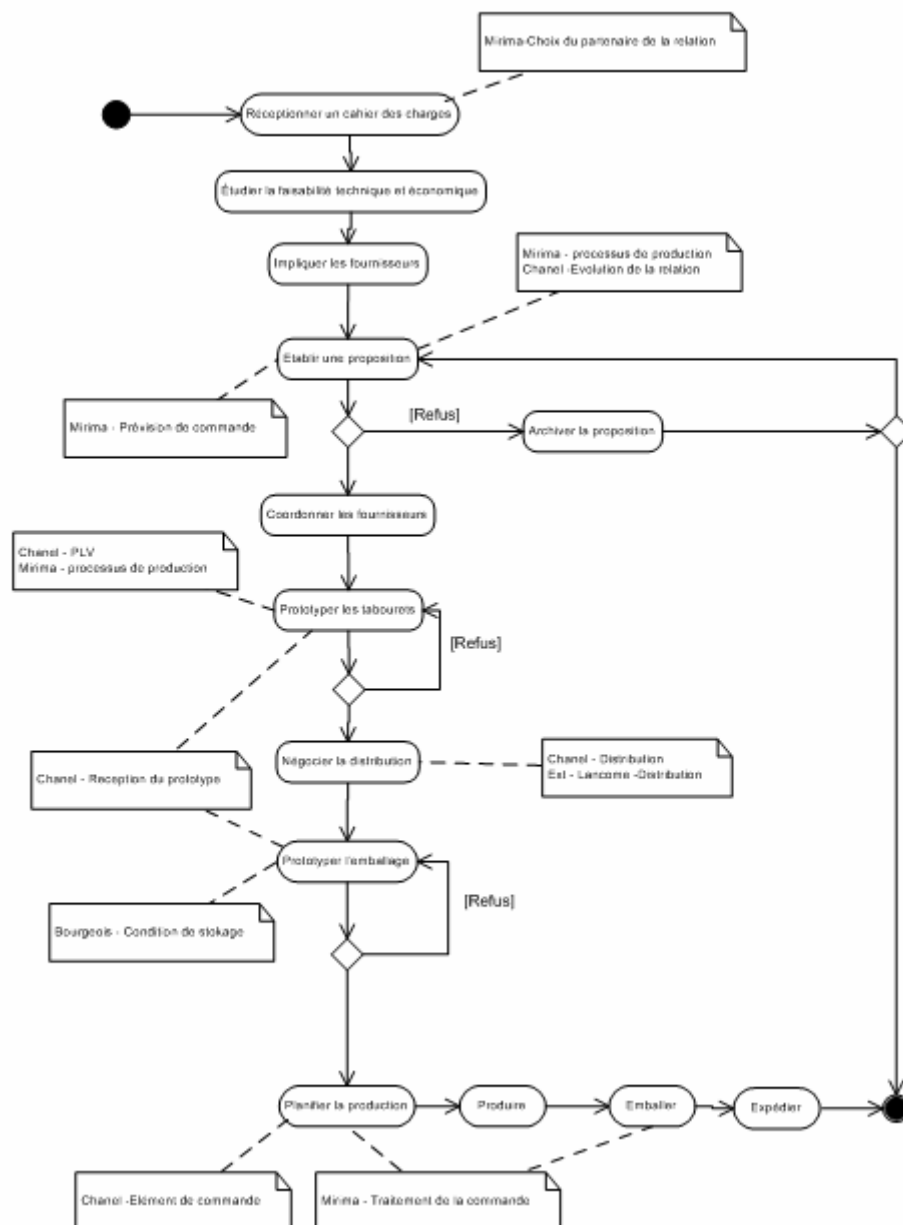 Mirima-Choix du partenaire de la relation
Réceptionner un cahier des charges
Étudier la faisabilité technique et économique
Impliquer les fournisseurs
Mirima - processus de production
Chanel -Evolution de la relation
Etablir une proposition
Mirima - Prévision de commande
[Refus]
Archiver la proposition
Coordonner les fournisseurs
Chanel - PLV
Mirima - processus de production
Prototyper les tabourets
[Refus]
Négocier la distribution
Chanel - Distribution
Est - Lancome -Distribution
Chanel - Reception du prototype
Prototyper l'emballage
[Refus]
Bourgeois - Condition de stokage
Planifier la production
Produire
Emballer
Expédier
Chanel -Elément de commande
Mirima - Traitement de la commande